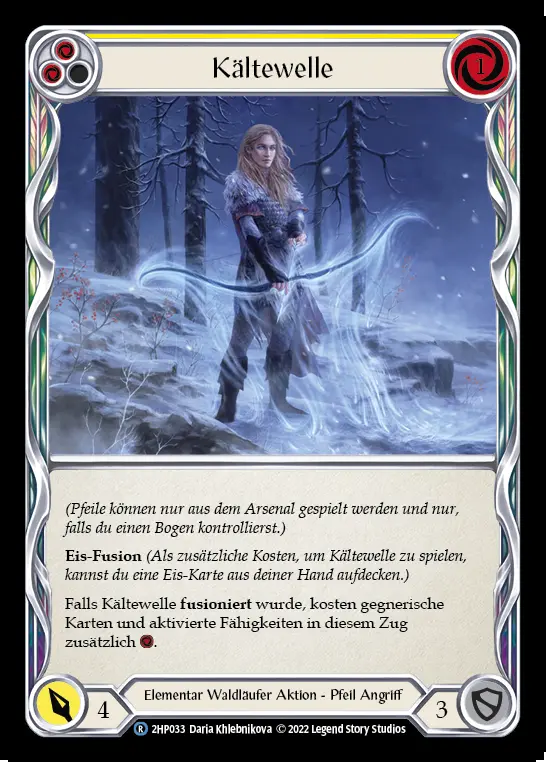 Kältewelle
1
(Pfeile können nur aus dem Arsenal gespielt werden und nur,
falls du einen Bogen kontrollierst.)
Eis-Fusion (Als zusätzliche Kosten, um Kältewelle zu spielen,
kannst du eine Eis-Karte aus deiner Hand aufdecken.)
Falls Kältewelle fusioniert wurde, kosten gegnerische
Karten und aktivierte Fähigkeiten in diesem Zug
zusätzlich .
4
Elementar Waldläufer Aktion - Pfeil Angriff
3
R 2HP033 Daria Khlebnikova © 2022 Legend Story Studios